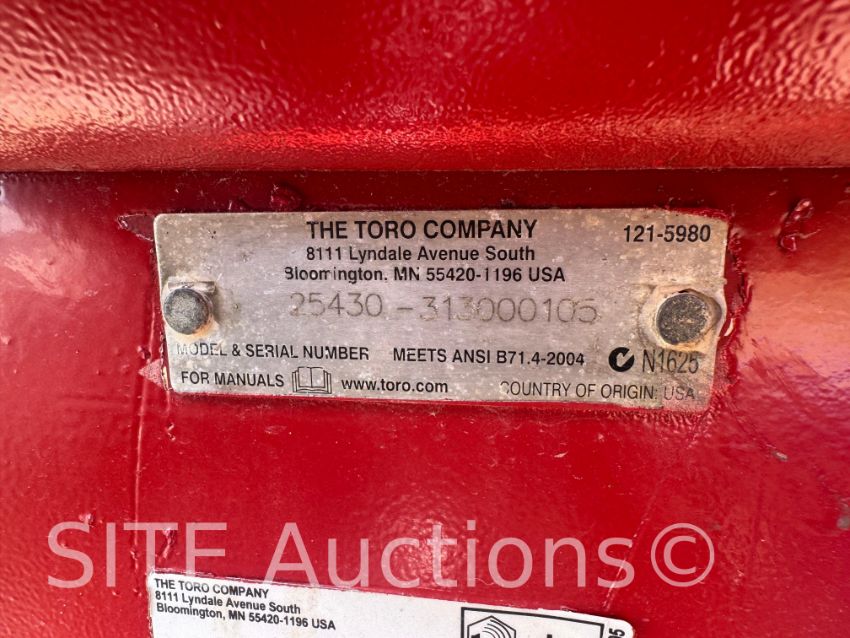 THE TORO COMPANY 121-5980
8111 Lyndale Avenue South
Bloomington, MN 55420-1196 USA
25430-313000105
MODEL & SERIAL NUMBER MEETS ANSI B71.4-2004 N1625
FOR MANUALS www.toro.com COUNTRY OF ORIGIN: USA
SITE Auctions©
THE TORO COMPANY
8111 Lyndale Avenue South
Bloomington, MN 55420-1196 USA